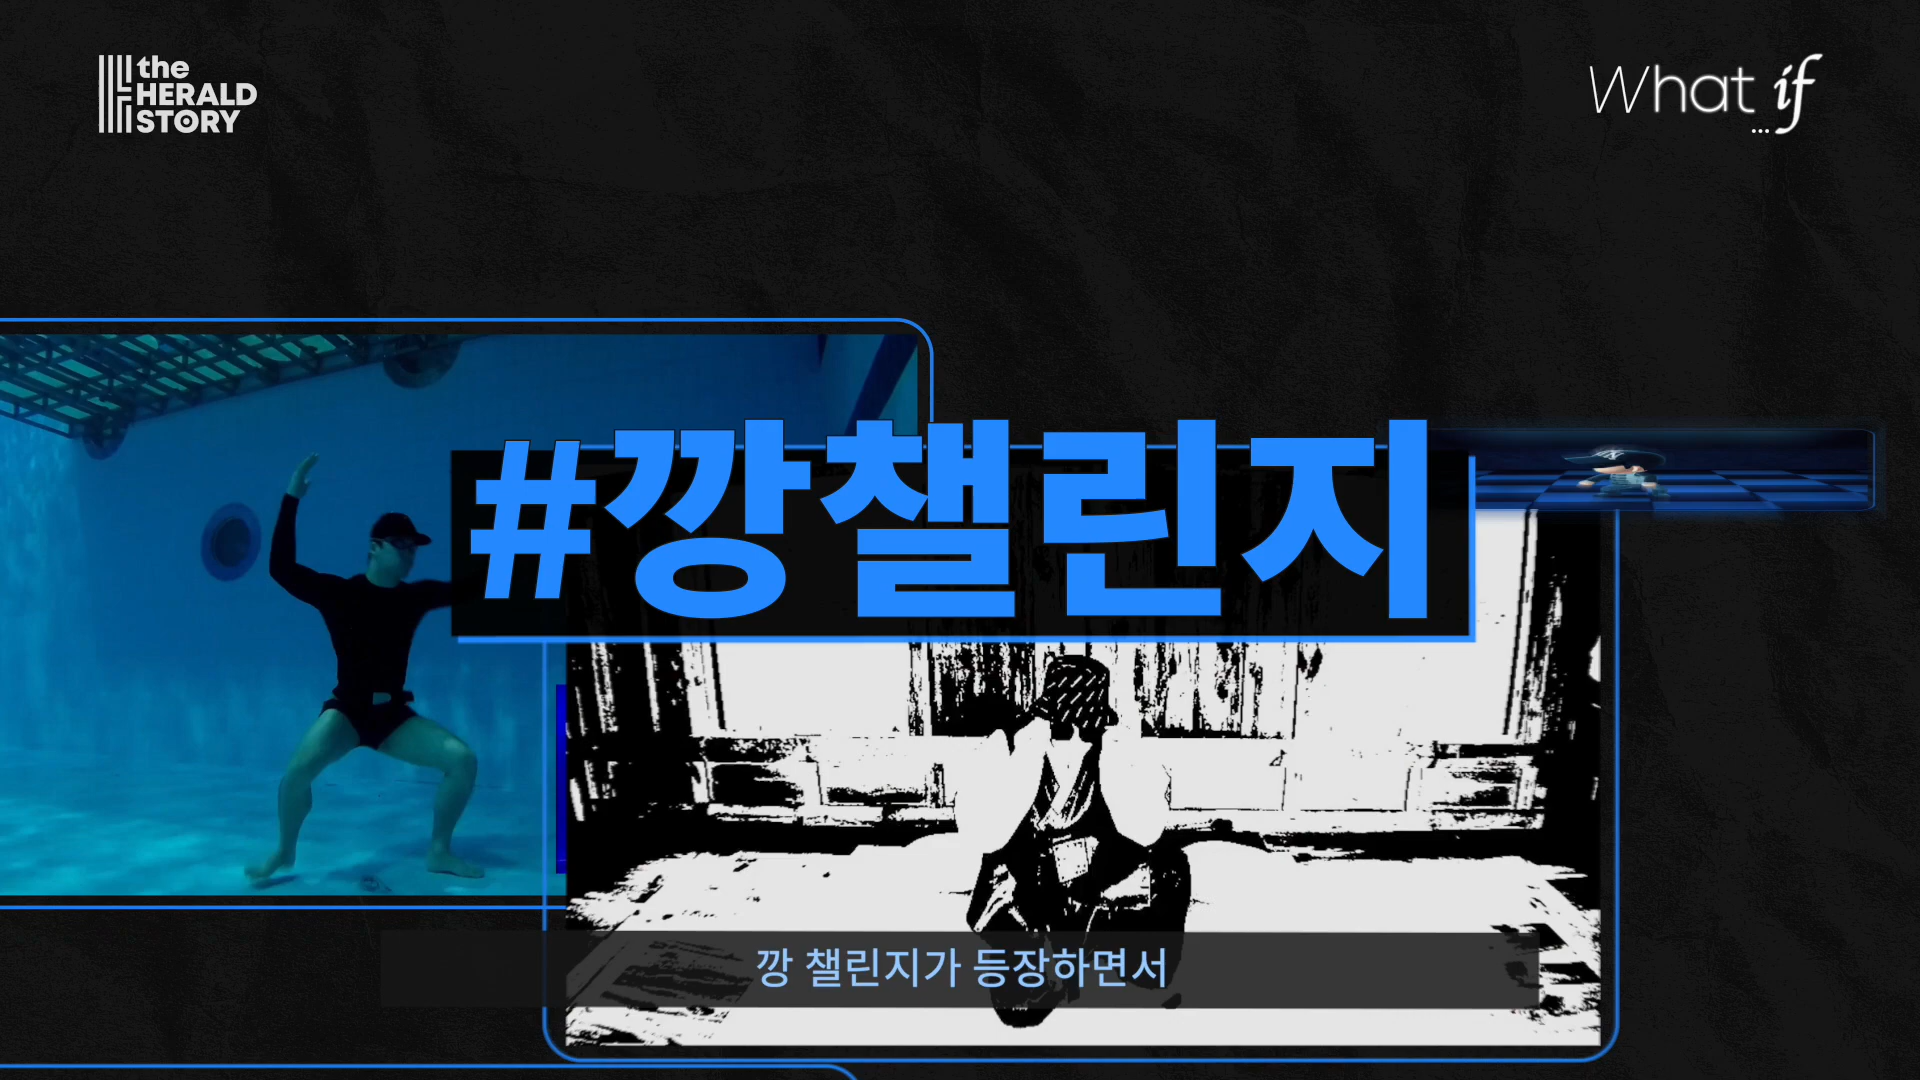 the
HERALD
STORY
What if
...
#깡챌린지
깡 챌린지가 등장하면서